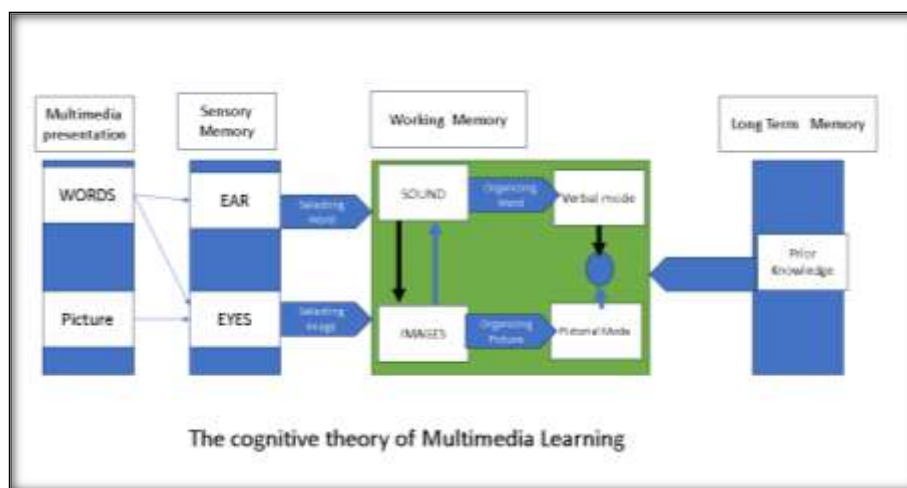 Multimedia
presentation
Sensory
Memory
Working Memory
Long Term Memory
WORDS
EAR
Selecting
Word
SOUND
Organizing
Word
Verbal mode
Prior
Knowledge
Picture
EYES
Selecting
Image
IMAGES
Organizing
Picture
Pictorial Mode
The cognitive theory of Multimedia Learning